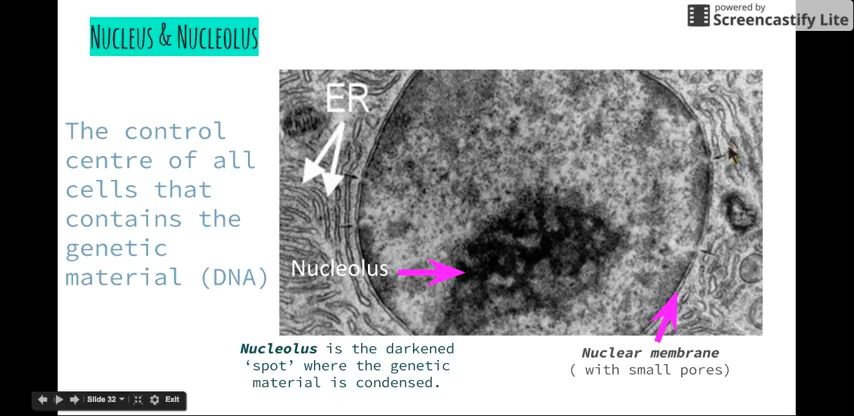 powered by
Screencastify Lite
NUCLEUS & NUCLEOLUS
ER
The control
centre of all
cells that
contains the
genetic
material (DNA)
Nucleolus
Nucleolus is the darkened
‘spot’ where the genetic
material is condensed.
Nuclear membrane
( with small pores)
Slide 32
Exit